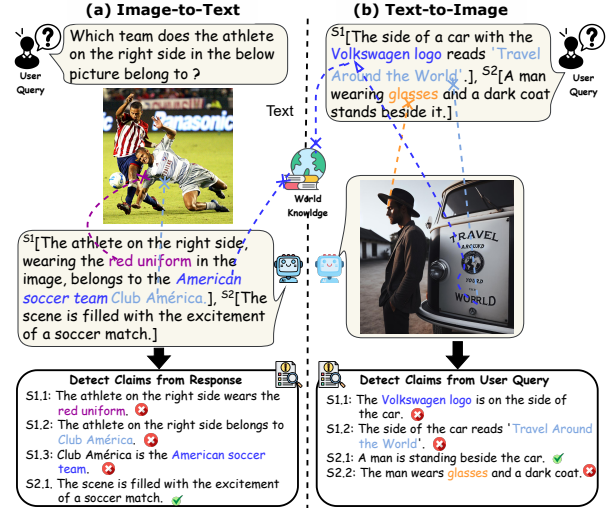 (a) Image-to-Text
Which team does the athlete
on the right side in the below
picture belong to ?
User
Query
Panasonic
S1[The athlete on the right side,
wearing the red uniform in the
image, belongs to the American
soccer team Club América.], S2[The
scene is filled with the excitement
of a soccer match.]
Detect Claims from Response
S1,1: The athlete on the right side wears the
red uniform.
S1,2: The athlete on the right side belongs to
Club América.
S1,3: Club América is the American soccer
team.
S2,1. The scene is filled with the excitement
of a soccer match.
Text
World
Knowldge
(b) Text-to-Image
S1[The side of a car with the
Volkswagen logo reads 'Travel
Around the World'.], S2[A man
wearing glasses and a dark coat
stands beside it.]
User
Query
TRAVEL
AROUND
WORRLD
Detect Claims from User Query
S1,1: The Volkswagen logo is on the side of
the car.
S1,2: The side of the car reads 'Travel Around
the World'.
S2,1: A man is standing beside the car.
S2,2: The man wears glasses and a dark coat.